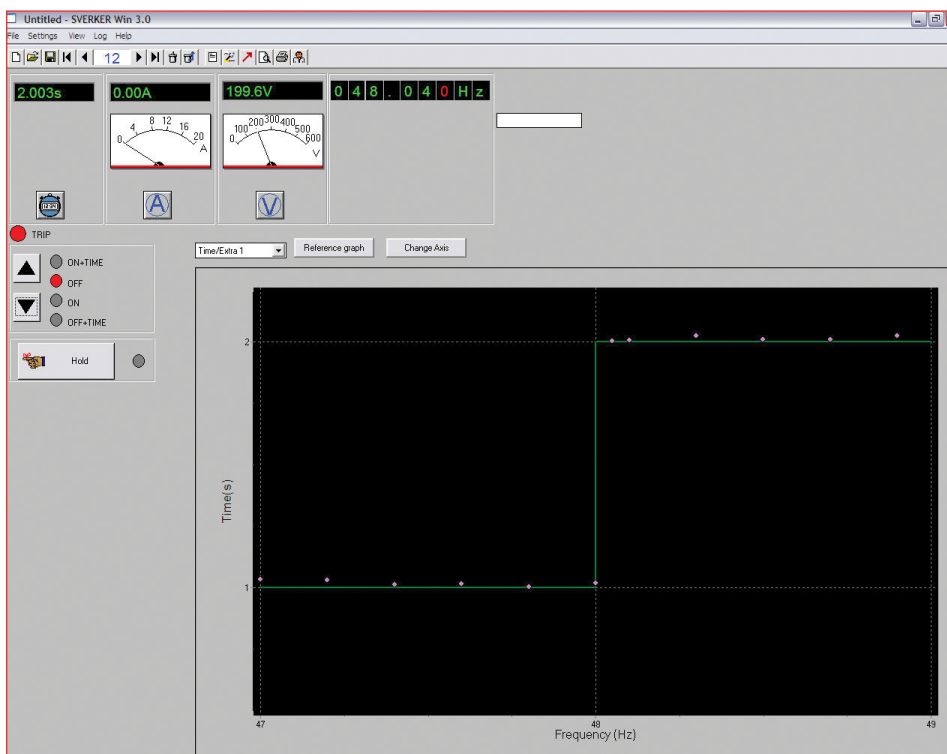 Untitled - SVERKER Win 3.0
File Settings View Log Help
12
2.003s
0.00A
199.6V
048.040Hz
0 4 8 12 16 20
A
0 100 200 300 400 500 600
V
A
V
TRIP
ON+TIME
OFF
ON
OFF+TIME
Hold
Time/Extra 1
Reference graph
Change Axis
2
Time(s)
1
47 48 49
Frequency (Hz)